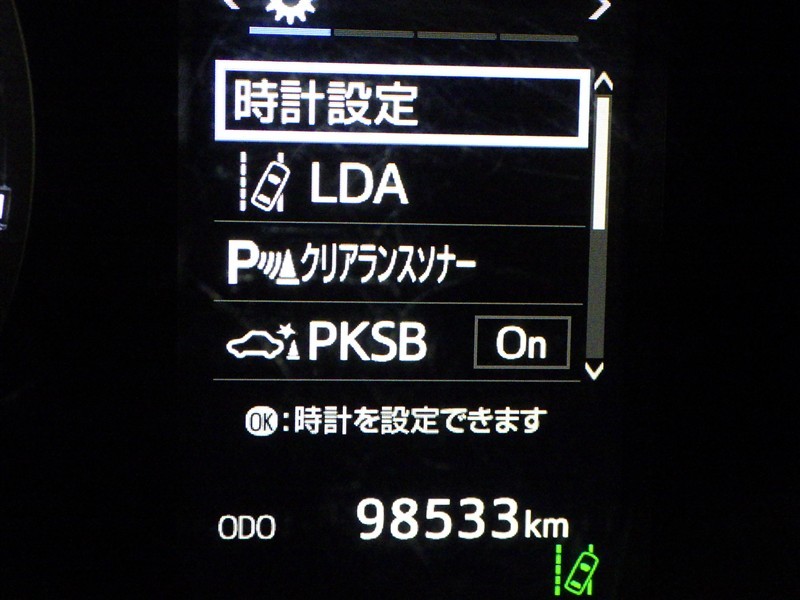 時計設定
LDA
P クリアランスソナー
PKSB On
OK:時計を設定できます
ODO 98533km